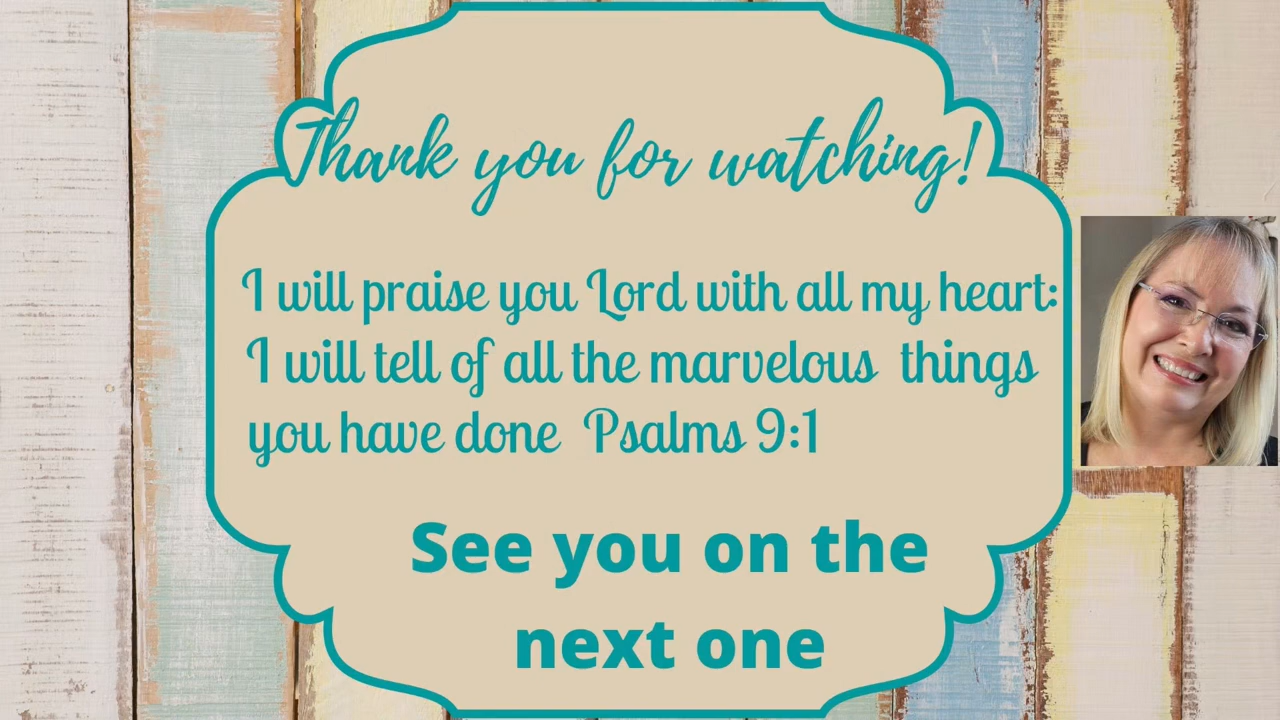 Thank you for watching!
I will praise you Lord with all my heart:
I will tell of all the marvelous things
you have done Psalms 9:1
See you on the
next one